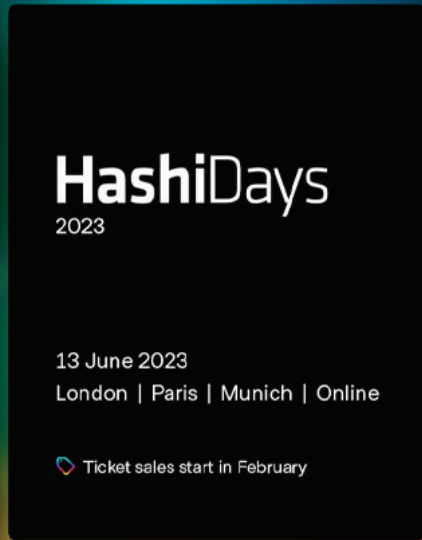 HashiDays
2023
13 June 2023
London | Paris | Munich | Online
Ticket sales start in February